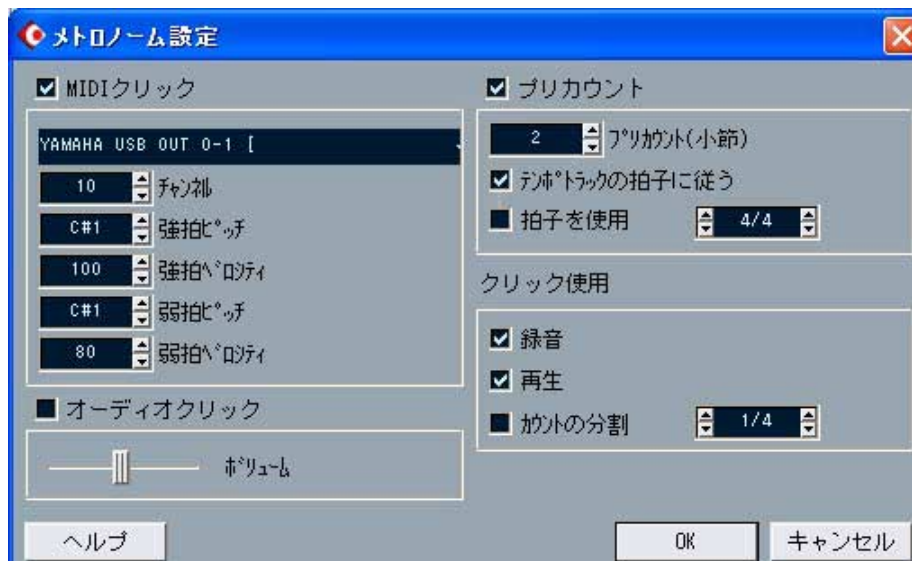 メトロノーム設定
MIDIクリック
YAMAHA USB OUT 0-1 [
10 ﾁｬﾝﾈﾙ
C#1 強拍ﾋﾟｯﾁ
100 強拍ﾍﾞﾛｼﾃｨ
C#1 弱拍ﾋﾟｯﾁ
80 弱拍ﾍﾞﾛｼﾃｨ
オーディオクリック
ﾎﾞﾘｭｰﾑ
プリカウント
2 ﾌﾟﾘｶｳﾝﾄ(小節)
ﾃﾝﾎﾟﾄﾗｯｸの拍子に従う
拍子を使用 4/4
クリック使用
録音
再生
ｶｳﾝﾄの分割 1/4
ヘルプ
OK
キャンセル